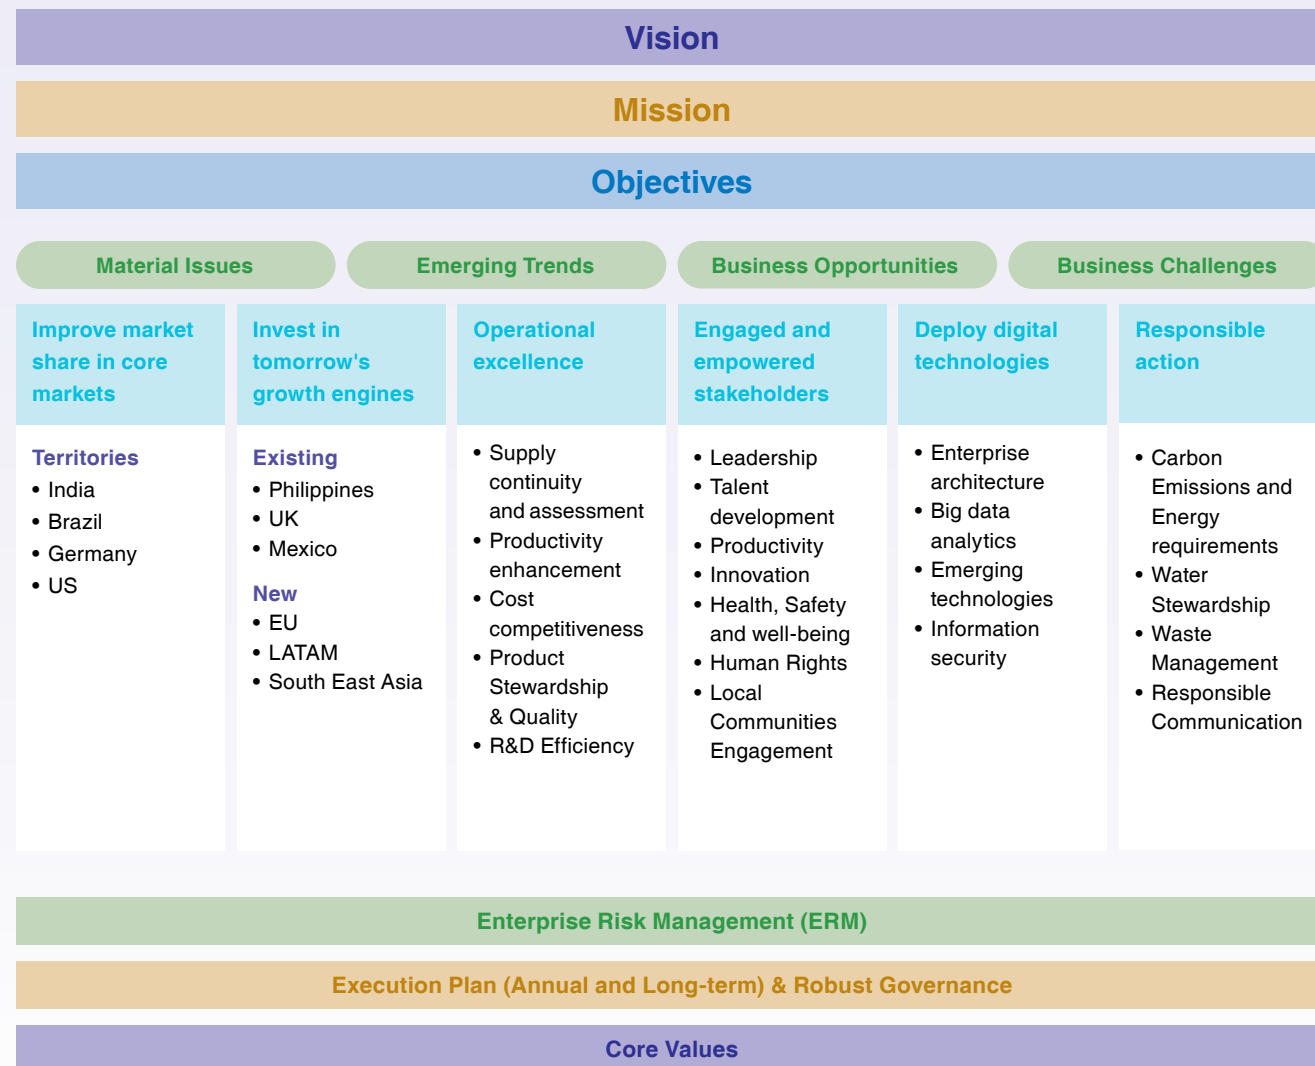 Vision
Mission
Objectives
Material Issues
Emerging Trends
Business Opportunities
Business Challenges
Improve market
share in core
markets
Territories
• India
• Brazil
• Germany
• US
Invest in
tomorrow's
growth engines
Existing
• Philippines
• UK
• Mexico
New
• EU
• LATAM
• South East Asia
Operational
excellence
• Supply
continuity
and assessment
• Productivity
enhancement
• Cost
competitiveness
• Product
Stewardship
& Quality
• R&D Efficiency
Engaged and
empowered
stakeholders
• Leadership
• Talent
development
• Productivity
• Innovation
• Health, Safety
and well-being
• Human Rights
• Local
Communities
Engagement
Deploy digital
technologies
• Enterprise
architecture
• Big data
analytics
• Emerging
technologies
• Information
security
Responsible
action
• Carbon
Emissions and
Energy
requirements
• Water
Stewardship
• Waste
Management
• Responsible
Communication
Enterprise Risk Management (ERM)
Execution Plan (Annual and Long-term) & Robust Governance
Core Values